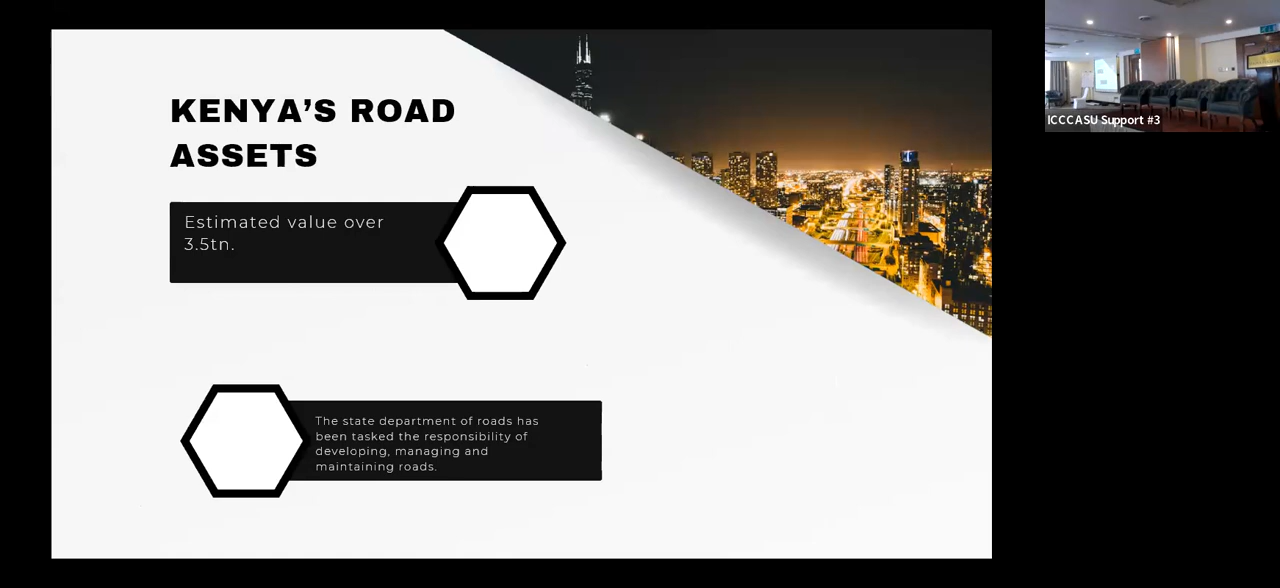 KENYA’S ROAD
ASSETS
Estimated value over
3.5tn.
The state department of roads has
been tasked the responsibility of
developing, managing and
maintaining roads.
ICCCASU Support #3